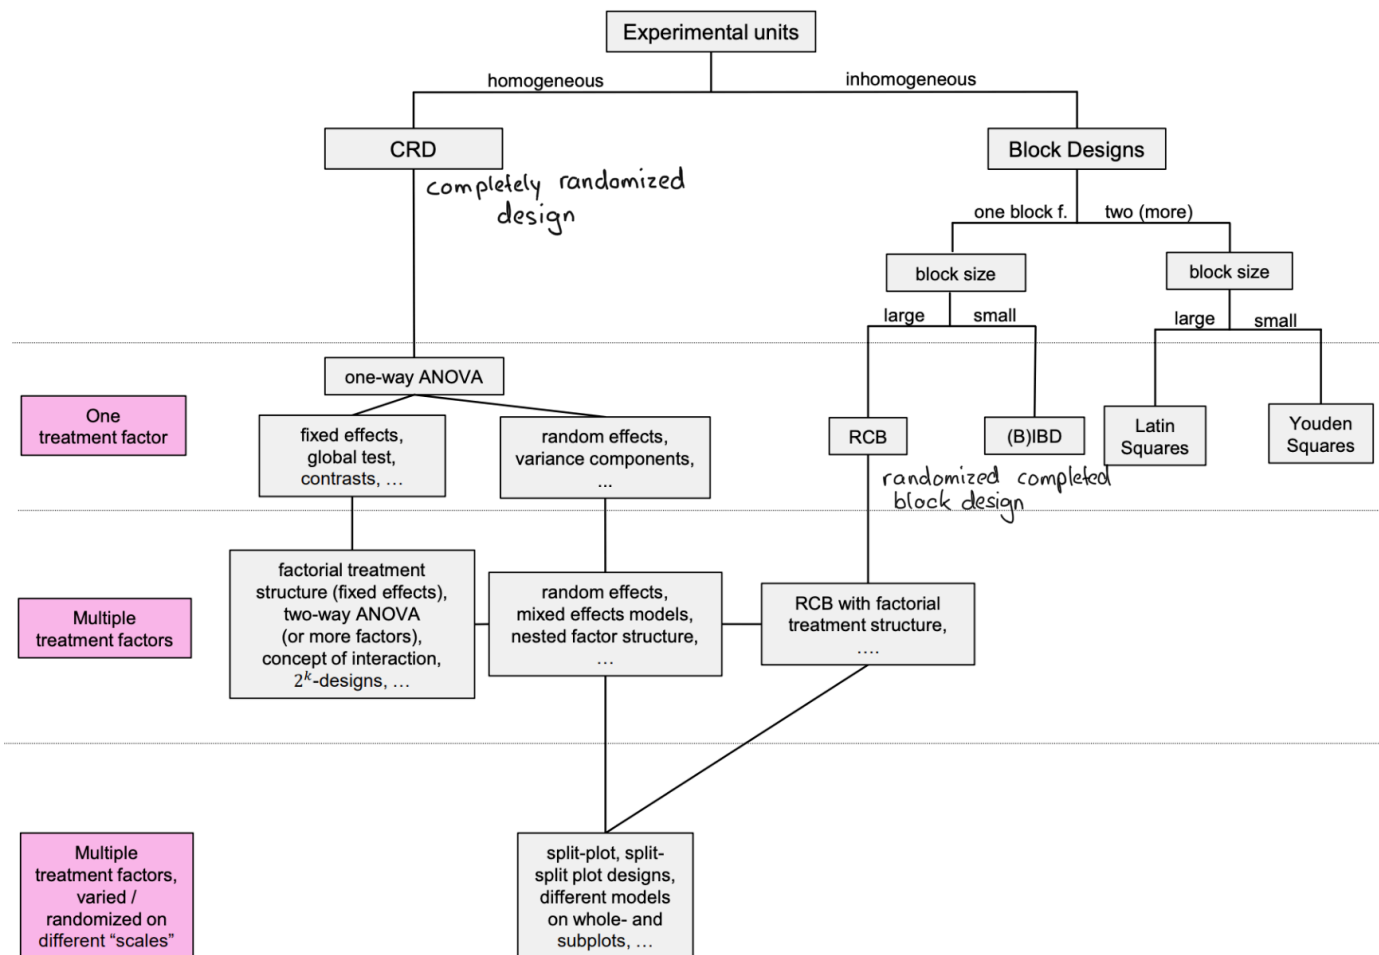 Experimental units
homogeneous
inhomogeneous
CRD
Block Designs
completely randomized
design
one block f.
two (more)
block size
block size
large
small
large
small
one-way ANOVA
One
treatment factor
fixed effects,
global test,
contrasts, …
random effects,
variance components,
...
RCB
(B)IBD
Latin
Squares
Youden
Squares
randomized completed
block design
Multiple
treatment factors
factorial treatment
structure (fixed effects),
two-way ANOVA
(or more factors),
concept of interaction,
2^k-designs, …
random effects,
mixed effects models,
nested factor structure,
…
RCB with factorial
treatment structure,
….
Multiple
treatment factors,
varied /
randomized on
different “scales”
split-plot, split-
split plot designs,
different models
on whole- and
subplots, …